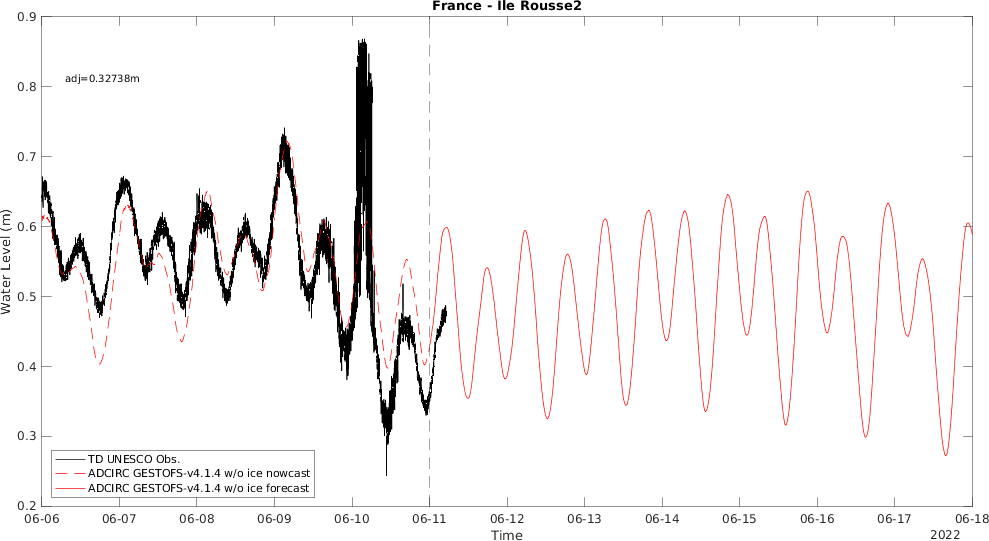 France - Ile Rousse2
adj=0.32738m
Water Level (m)
0.9
0.8
0.7
0.6
0.5
0.4
0.3
0.2
TD UNESCO Obs.
ADCIRC GESTOFS-v4.1.4 w/o ice nowcast
ADCIRC GESTOFS-v4.1.4 w/o ice forecast
06-06 06-07 06-08 06-09 06-10 06-11 06-12 06-13 06-14 06-15 06-16 06-17 06-18
Time
2022